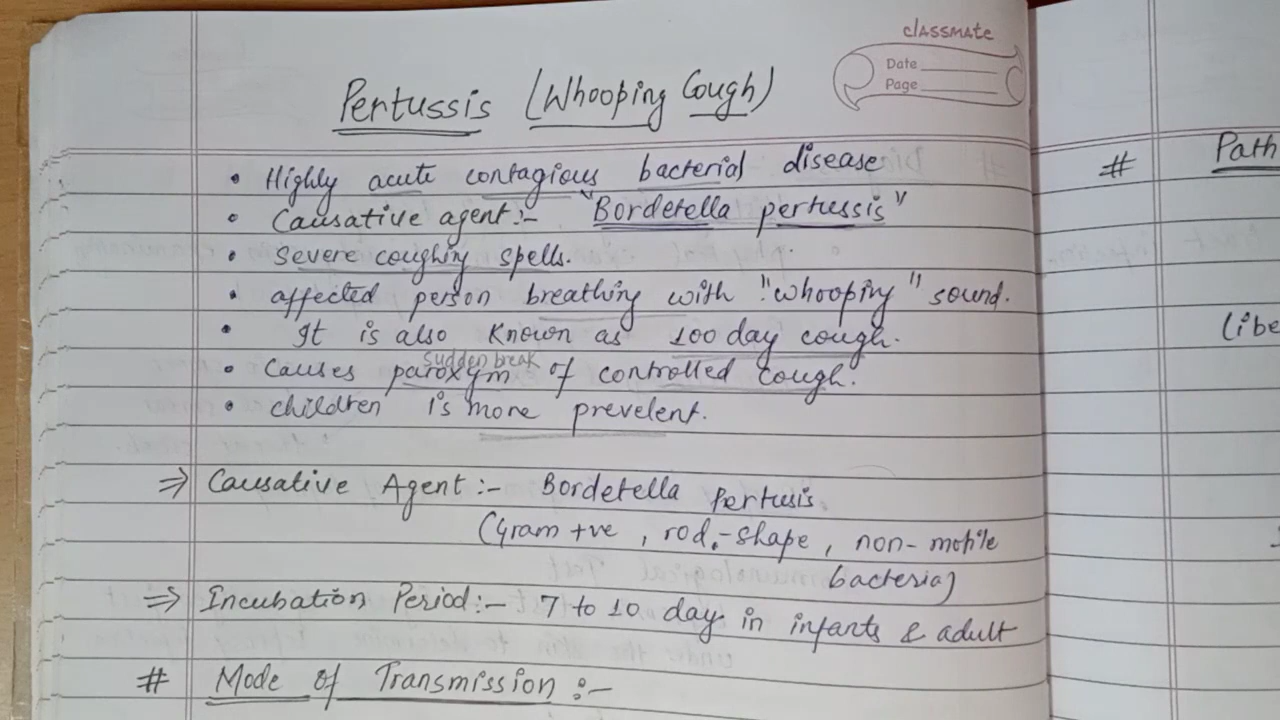 classmate
Date
Page
Pertussis (Whooping Cough)
• Highly acute contagious bacterial disease
• Causative agent:- "Bordetella pertussis"
• Severe coughing spells.
• affected person breathing with "whooping" sound.
• It is also known as 100 day cough.
sudden break
• Causes paroxym of controlled cough.
• children is more prevelent.
⇒ Causative Agent:- Bordetella Pertusis.
(Gram +ve, rod-shape, non-motile
bacteria)
⇒ Incubation Period:- 7 to 10 day in infants & adult
# Mode of Transmission:-
# Path
(libe